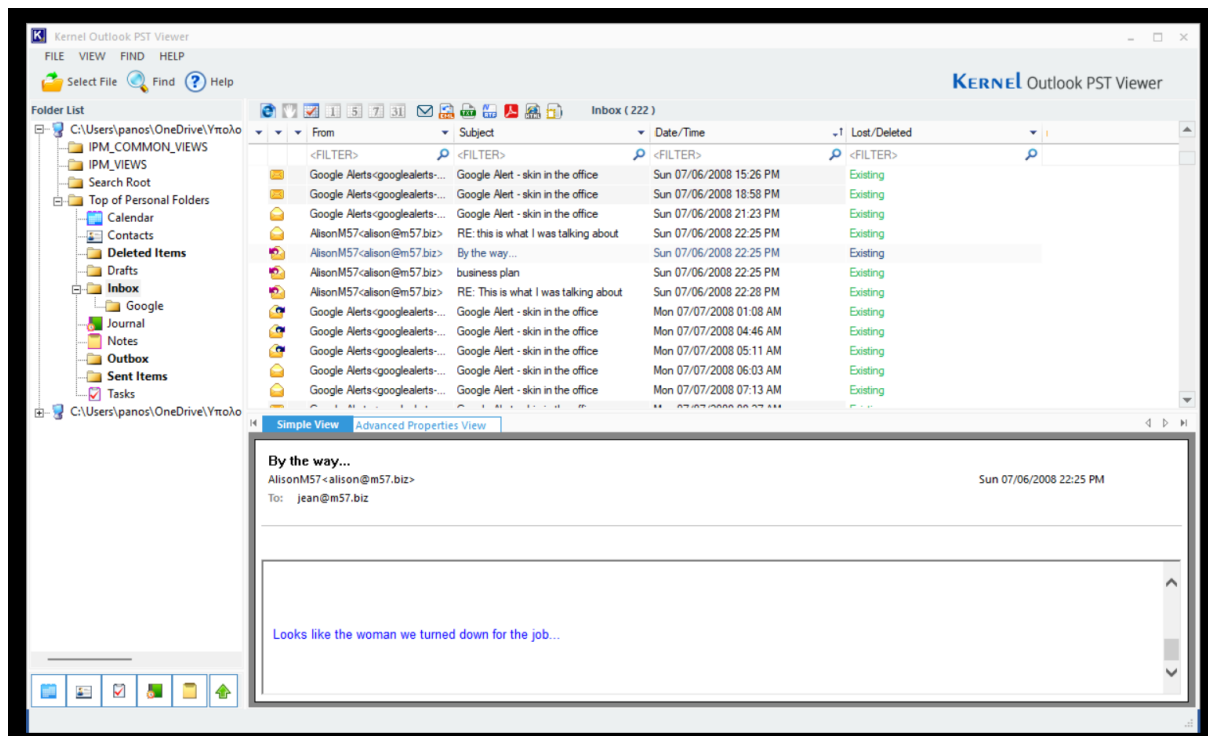 Kernel Outlook PST Viewer
FILE VIEW FIND HELP
Select File Find Help
KERNEL Outlook PST Viewer
Folder List
C:\Users\panos\OneDrive\Υπολο
IPM_COMMON_VIEWS
IPM_VIEWS
Search Root
Top of Personal Folders
Calendar
Contacts
Deleted Items
Drafts
Inbox
Google
Journal
Notes
Outbox
Sent Items
Tasks
C:\Users\panos\OneDrive\Υπολο
1 5 7 31 Inbox ( 222 )
From Subject Date/Time Lost/Deleted
<FILTER> <FILTER> <FILTER> <FILTER>
Google Alerts<googlealerts-... Google Alert - skin in the office Sun 07/06/2008 15:26 PM Existing
Google Alerts<googlealerts-... Google Alert - skin in the office Sun 07/06/2008 18:58 PM Existing
Google Alerts<googlealerts-... Google Alert - skin in the office Sun 07/06/2008 21:23 PM Existing
AlisonM57<alison@m57.biz> RE: this is what I was talking about Sun 07/06/2008 22:25 PM Existing
AlisonM57<alison@m57.biz> By the way... Sun 07/06/2008 22:25 PM Existing
AlisonM57<alison@m57.biz> business plan Sun 07/06/2008 22:25 PM Existing
AlisonM57<alison@m57.biz> RE: This is what I was talking about Sun 07/06/2008 22:28 PM Existing
Google Alerts<googlealerts-... Google Alert - skin in the office Mon 07/07/2008 01:08 AM Existing
Google Alerts<googlealerts-... Google Alert - skin in the office Mon 07/07/2008 04:46 AM Existing
Google Alerts<googlealerts-... Google Alert - skin in the office Mon 07/07/2008 05:11 AM Existing
Google Alerts<googlealerts-... Google Alert - skin in the office Mon 07/07/2008 06:03 AM Existing
Google Alerts<googlealerts-... Google Alert - skin in the office Mon 07/07/2008 07:13 AM Existing
Simple View Advanced Properties View
By the way...
AlisonM57<alison@m57.biz> Sun 07/06/2008 22:25 PM
To: jean@m57.biz
Looks like the woman we turned down for the job...